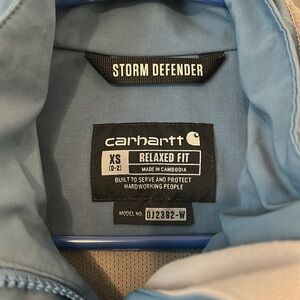 STORM DEFENDER
carhartt
XS
(0-2)
RELAXED FIT
MADE IN CAMBODIA
BUILT TO SERVE AND PROTECT
HARDWORKING PEOPLE
MODEL NO. OJ2382-W